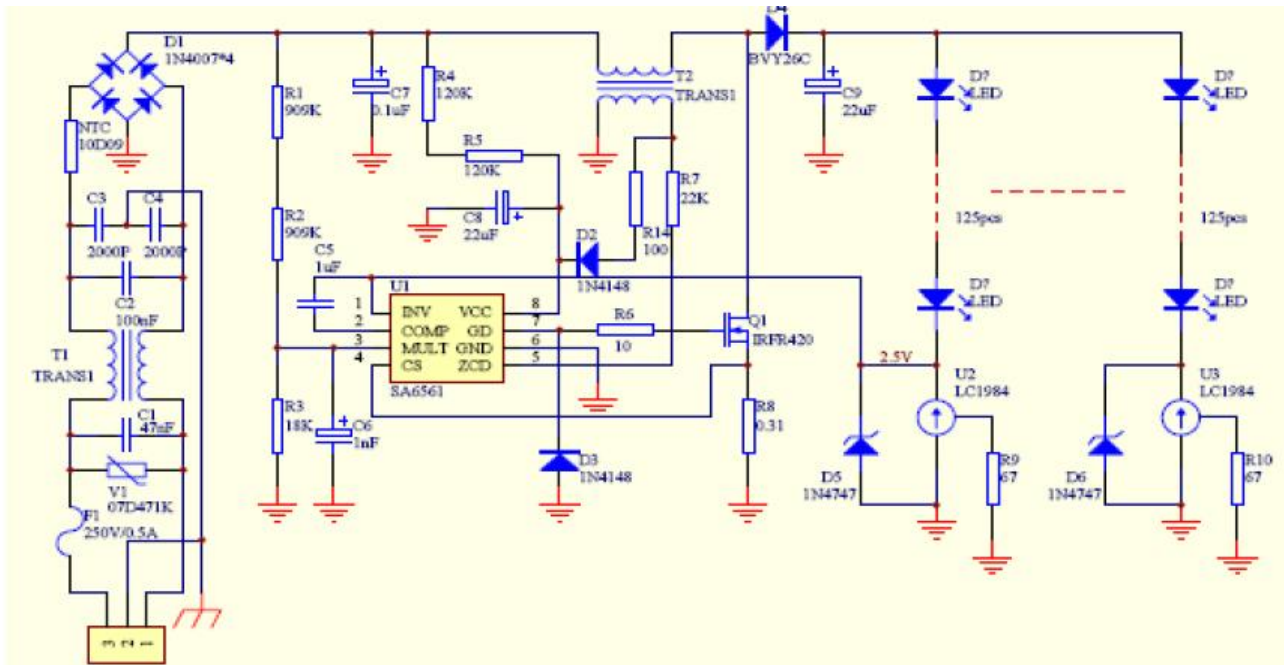 D1
1N4007*4
NTC
10D09
C3
C4
2000P
2000P
C2
100nF
T1
TRANS1
C1
47nF
V1
07D471K
F1
250V/0.5A
3
2
1
R1
909K
R2
909K
R3
18K
C7
0.1uF
R4
120K
R5
120K
C8
22uF
C5
1uF
C6
1nF
U1
1
2
3
4
INV
COMP
MULT
CS
VCC
GD
GND
ZCD
8
7
6
5
SA6561
D2
1N4148
R14
100
R7
22K
T2
TRANS1
D4
BVY26C
C9
22uF
R6
10
D3
1N4148
Q1
IRFR420
R8
0.31
D?
LED
125pcs
D?
LED
2.5V
U2
LC1984
D5
1N4747
R9
67
D?
LED
125pcs
D?
LED
U3
LC1984
D6
1N4747
R10
67